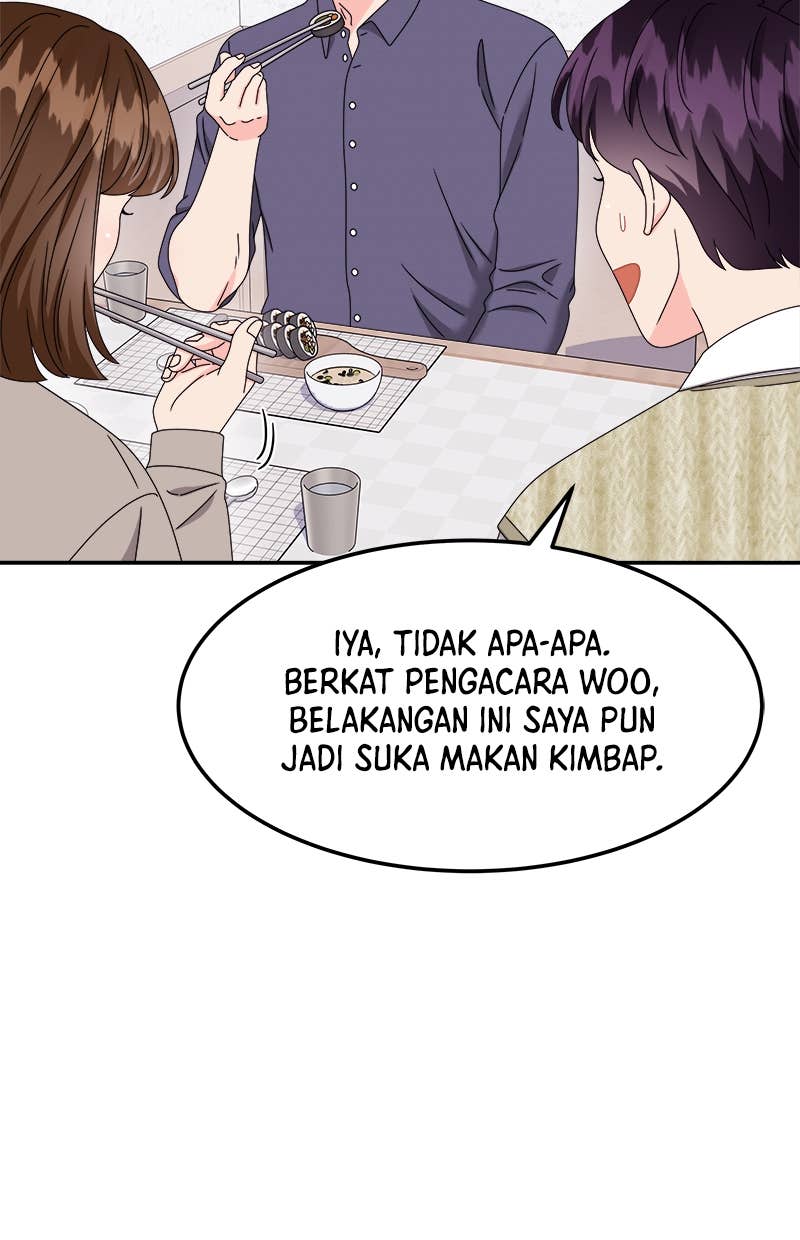 IYA, TIDAK APA-APA.
BERKAT PENGACARA WOO,
BELAKANGAN INI SAYA PUN
JADI SUKA MAKAN KIMBAP.